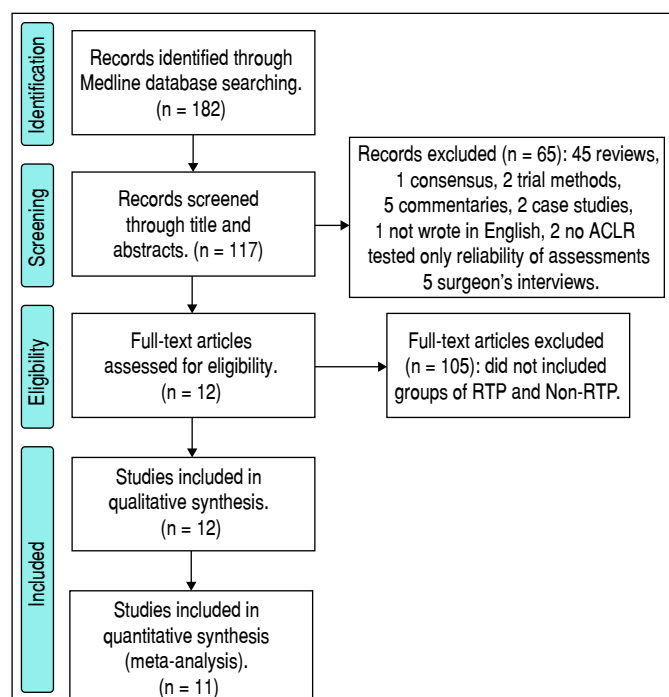 Identification
Records identified through
Medline database searching.
(n = 182)
Screening
Records screened
through title and
abstracts. (n = 117)
Records excluded (n = 65): 45 reviews,
1 consensus, 2 trial methods,
5 commentaries, 2 case studies,
1 not wrote in English, 2 no ACLR
tested only reliability of assessments
5 surgeon's interviews.
Eligibility
Full-text articles
assessed for eligibility.
(n = 12)
Full-text articles excluded
(n = 105): did not included
groups of RTP and Non-RTP.
Included
Studies included in
qualitative synthesis.
(n = 12)
Studies included in
quantitative synthesis
(meta-analysis).
(n = 11)